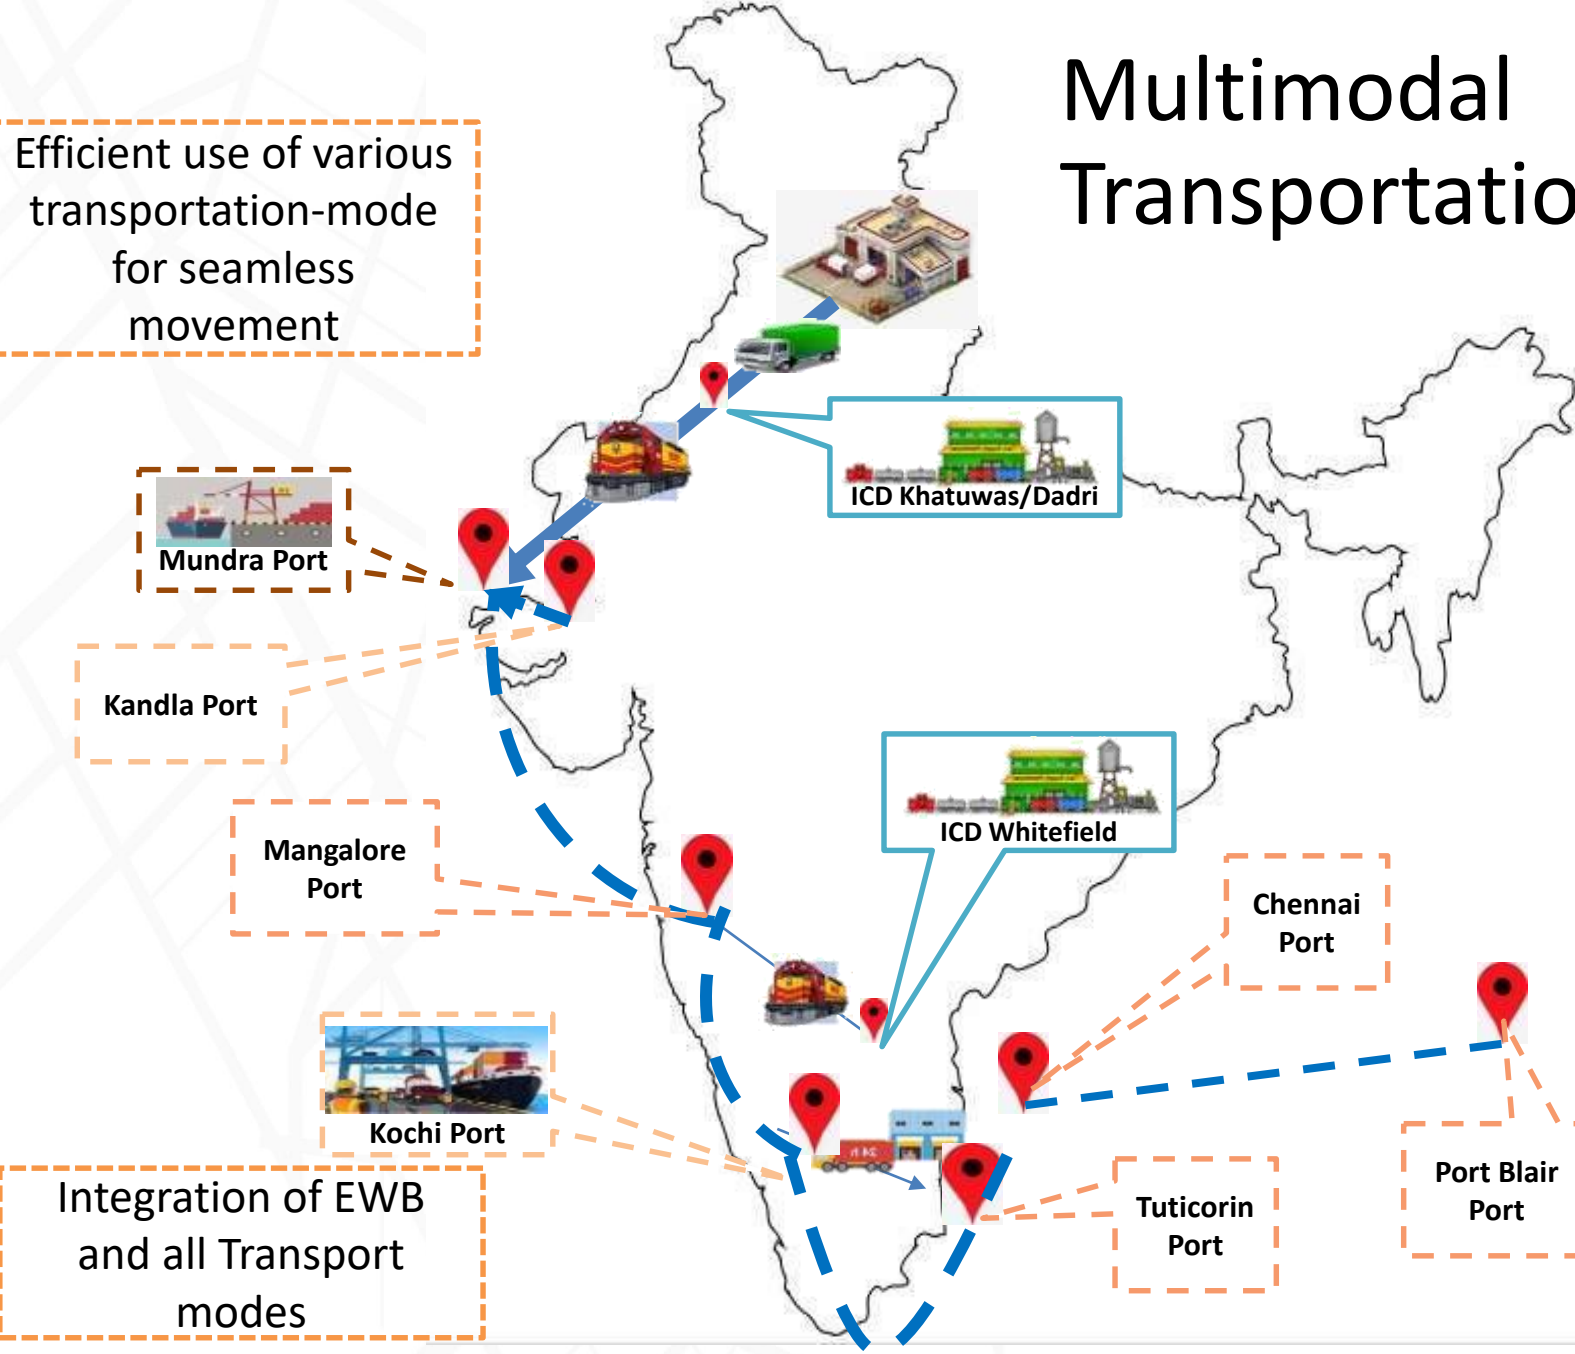 Multimodal
Transportatio
Efficient use of various
transportation-mode
for seamless
movement
ICD Khatuwas/Dadri
Mundra Port
Kandla Port
ICD Whitefield
Mangalore
Port
Chennai
Port
Kochi Port
Port Blair
Port
Tuticorin
Port
Integration of EWB
and all Transport
modes